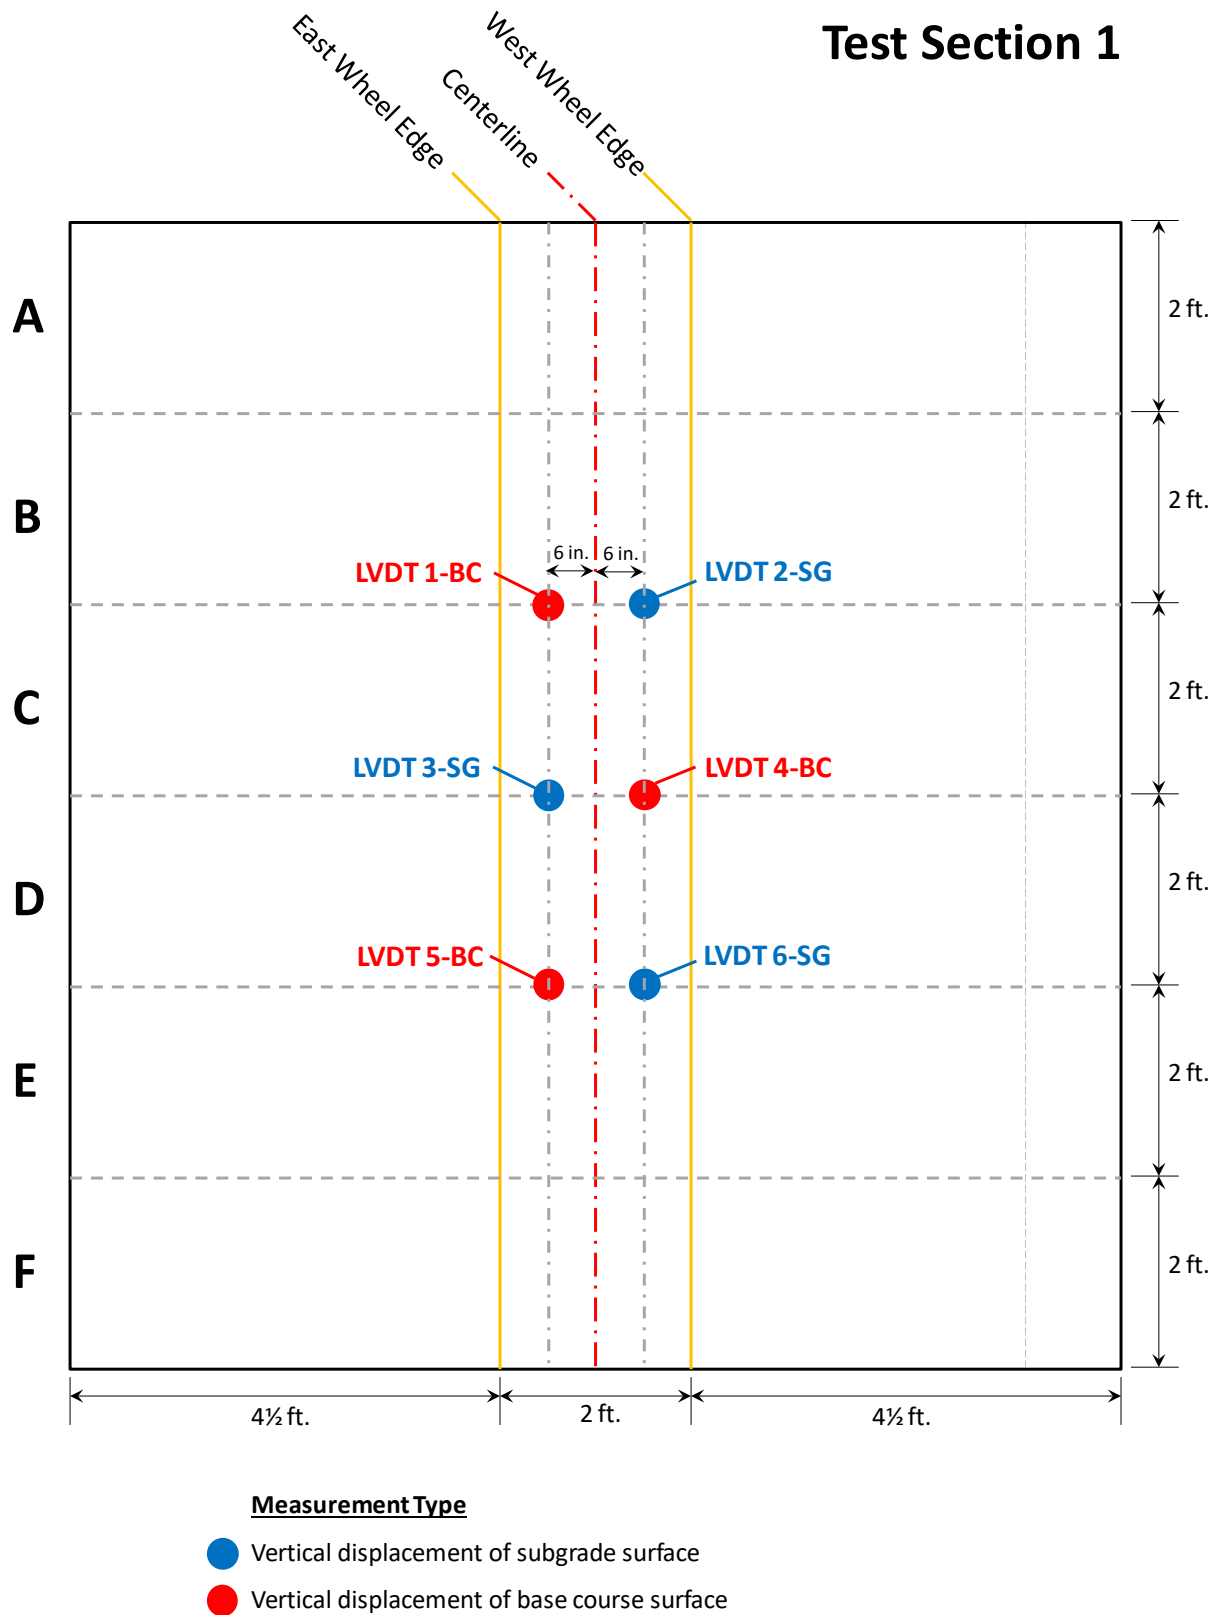 Test Section 1
East Wheel Edge
Centerline
West Wheel Edge
A
2 ft.
B
2 ft.
6 in.
6 in.
LVDT 1-BC
LVDT 2-SG
C
2 ft.
LVDT 3-SG
LVDT 4-BC
D
2 ft.
LVDT 5-BC
LVDT 6-SG
E
2 ft.
F
2 ft.
4½ ft.
2 ft.
4½ ft.
Measurement Type
Vertical displacement of subgrade surface
Vertical displacement of base course surface